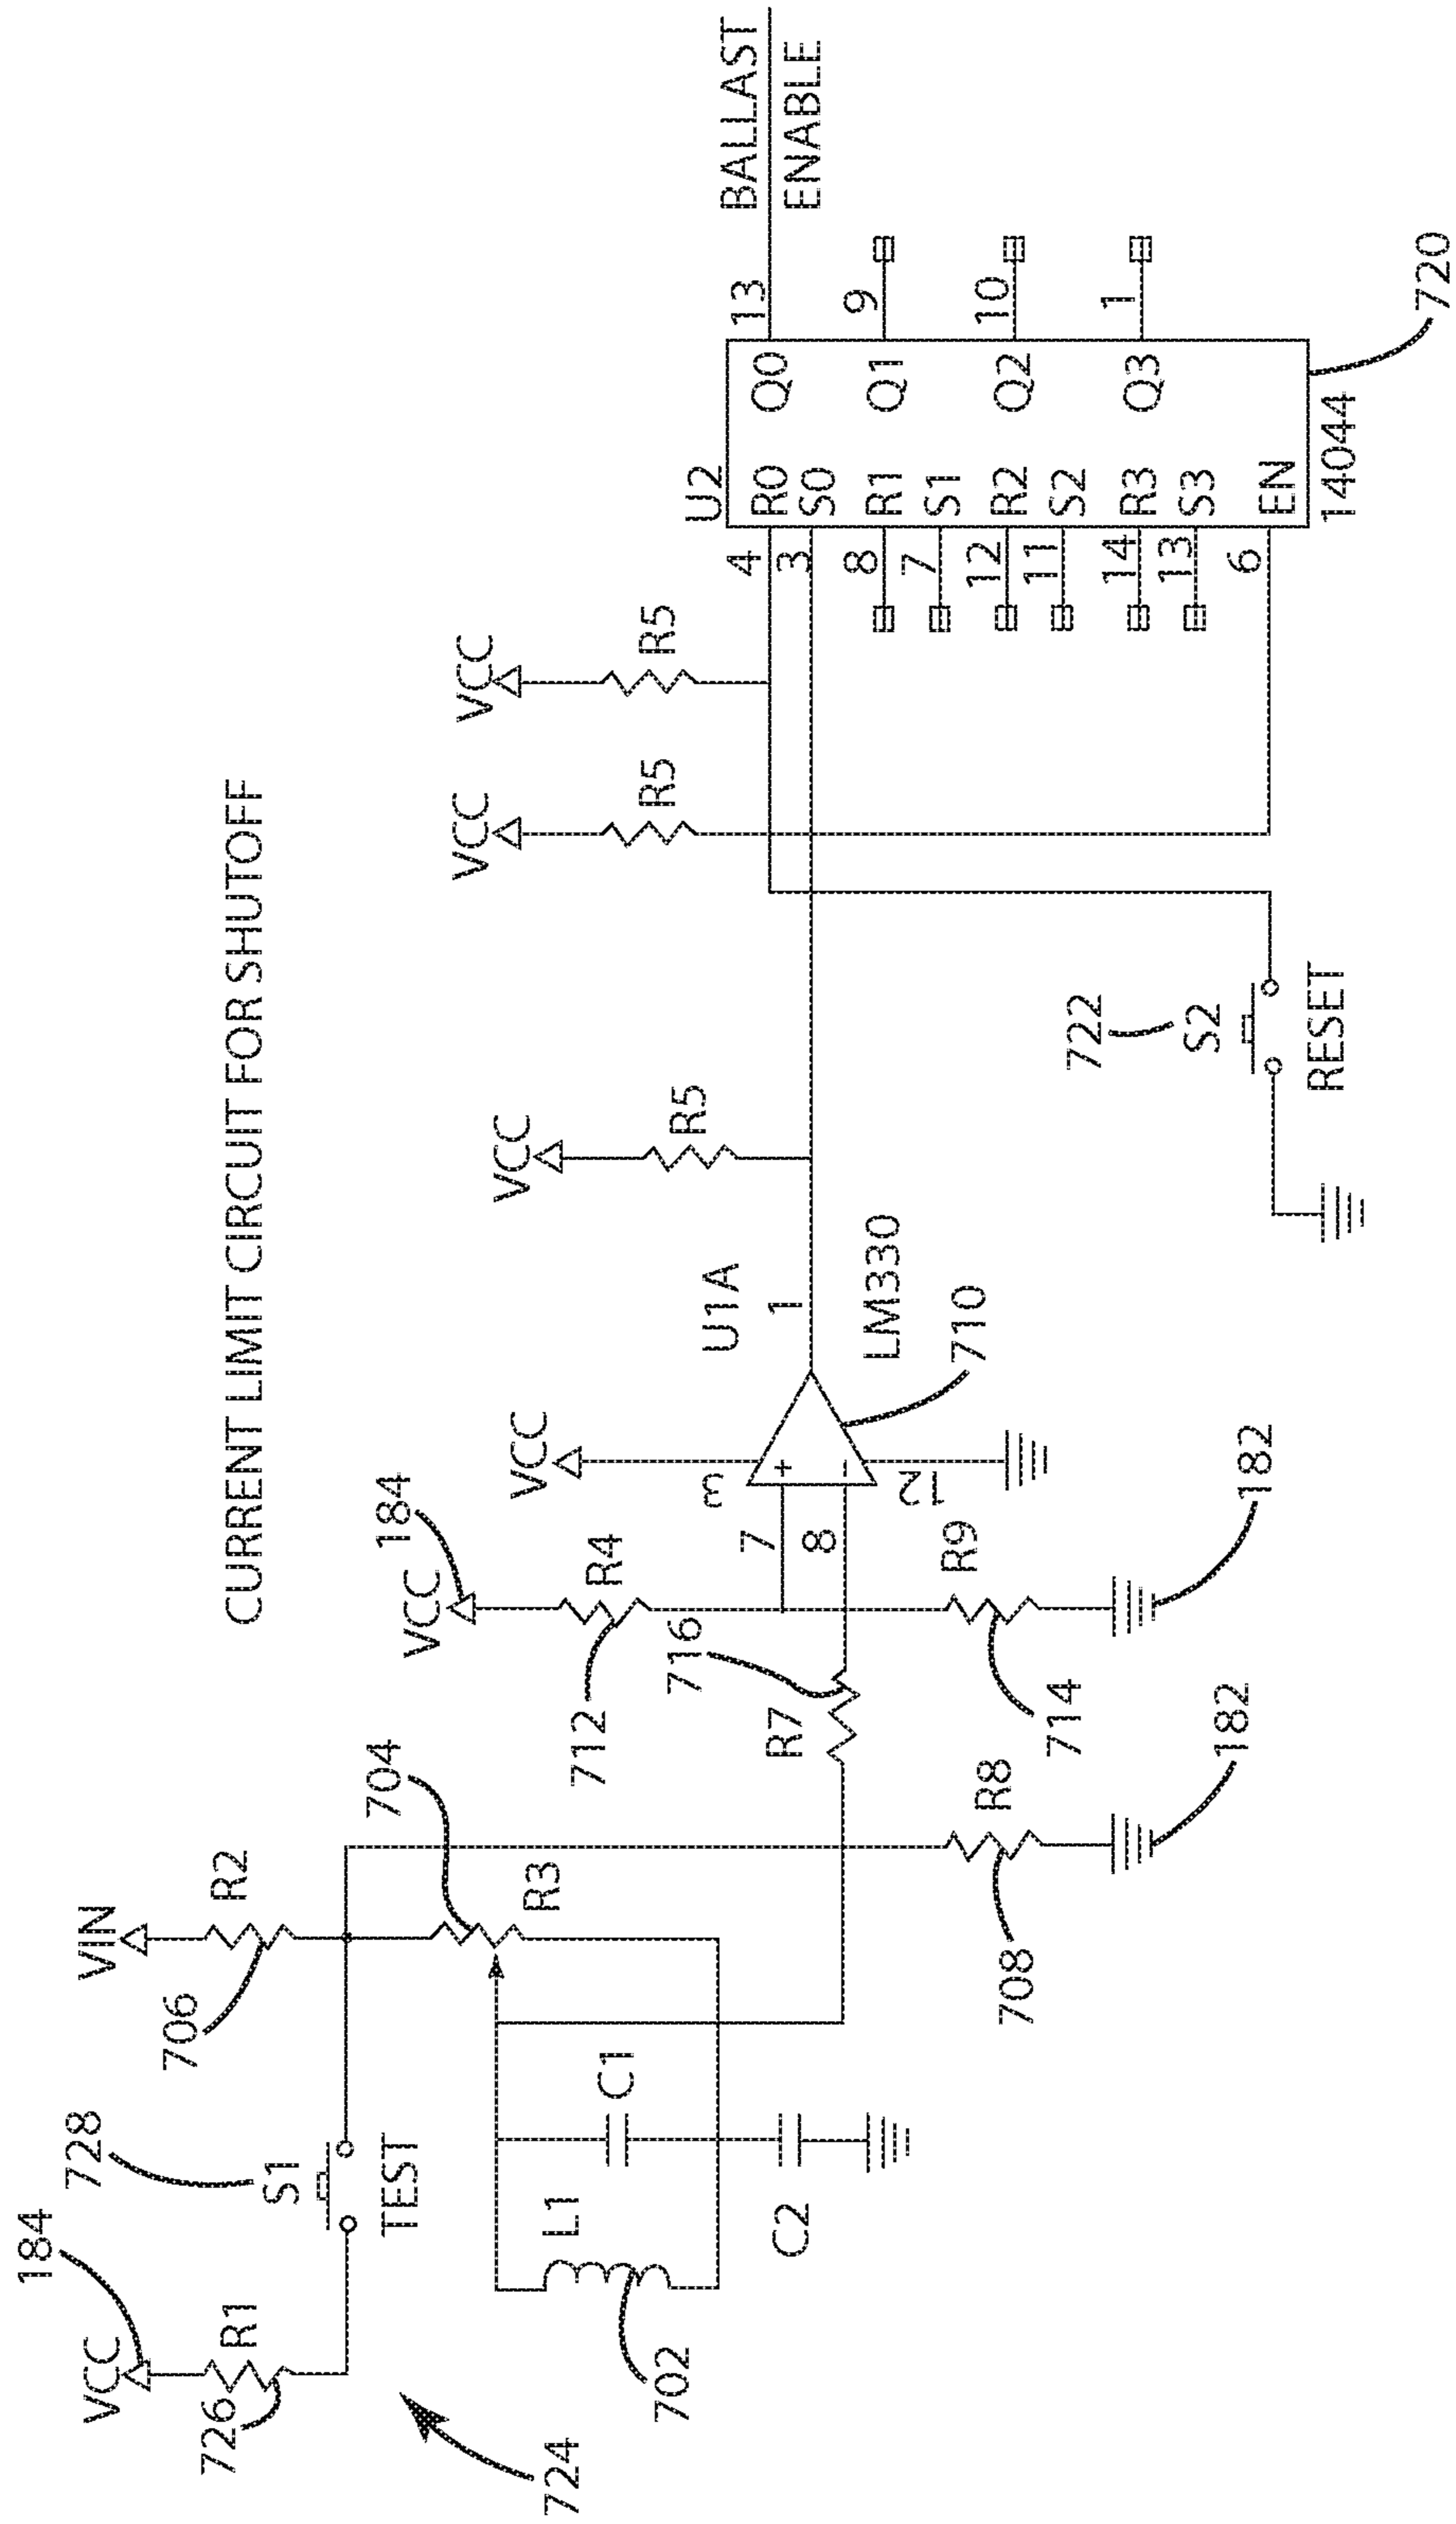 CURRENT LIMIT CIRCUIT FOR SHUTOFF
184
VCC
R1
726
724
728
S1
TEST
VIN
R2
706
704
R3
L1
702
C1
C2
R8
708
182
VCC
184
R4
712
716
R7
R9
714
182
VCC
3
7
8
+
-
12
U1A
1
LM330
710
VCC
R5
VCC
R5
VCC
R5
722
S2
RESET
U2
4
R0
3
S0
8
R1
7
S1
12
R2
11
S2
14
R3
13
S3
6
EN
Q0
13
Q1
9
Q2
10
Q3
1
14044
720
BALLAST
ENABLE